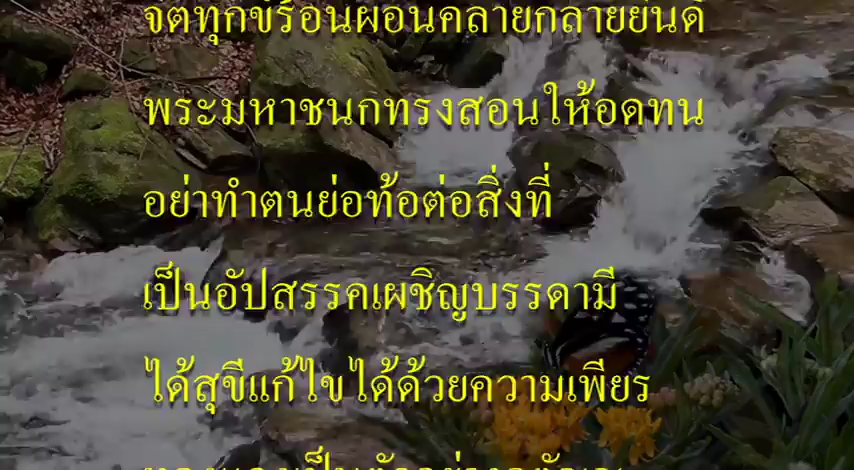 จิตทุกข์ร้อนผ่อนคลายกลายยินดี
พระมหาชนกทรงสอนให้อดทน
อย่าทำตนย่อท้อต่อสิ่งที่
เป็นอัปสรรคเผชิญบรรดามี
ได้สุขีแก้ไขได้ด้วยความเพียร